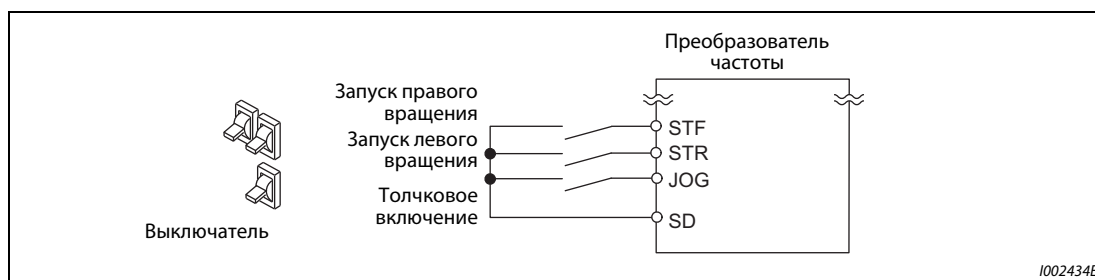 Преобразователь
частоты
Запуск правого
вращения
Запуск левого
вращения
Толчковое
включение
STF
STR
JOG
SD
Выключатель
I002434E